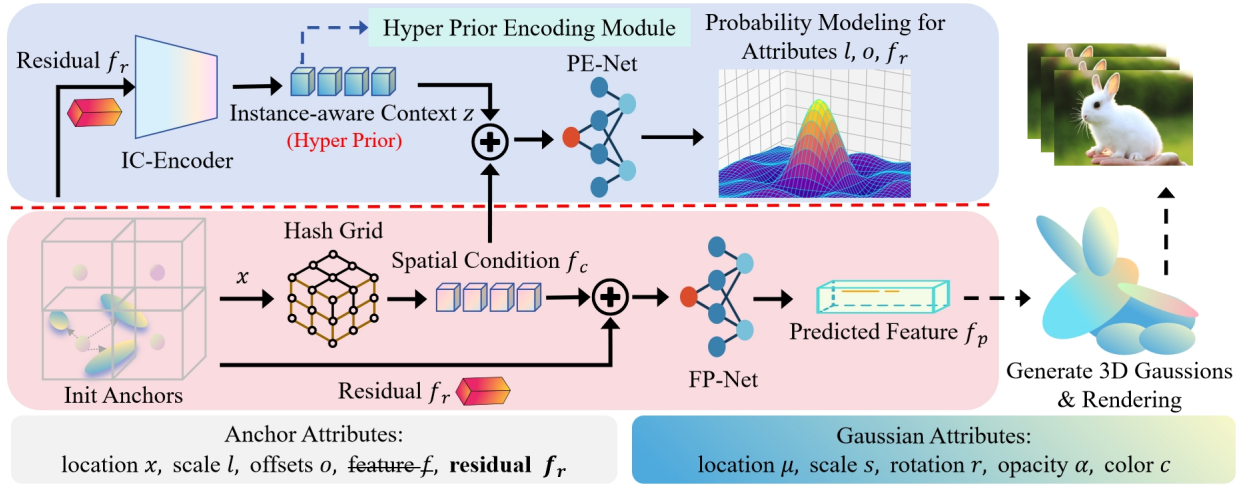 Hyper Prior Encoding Module
Probability Modeling for
Attributes l, o, f_r
Residual f_r
PE-Net
Instance-aware Context z
(Hyper Prior)
IC-Encoder
Hash Grid
x
Spatial Condition f_c
Predicted Feature f_p
FP-Net
Init Anchors
Residual f_r
Generate 3D Gaussions
& Rendering
Anchor Attributes:
location x, scale l, offsets o, feature f, residual f_r
Gaussian Attributes:
location μ, scale s, rotation r, opacity α, color c